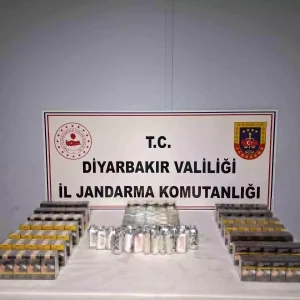 T.C.
DİYARBAKIR VALİLİĞİ
İL JANDARMA KOMUTANLIĞI